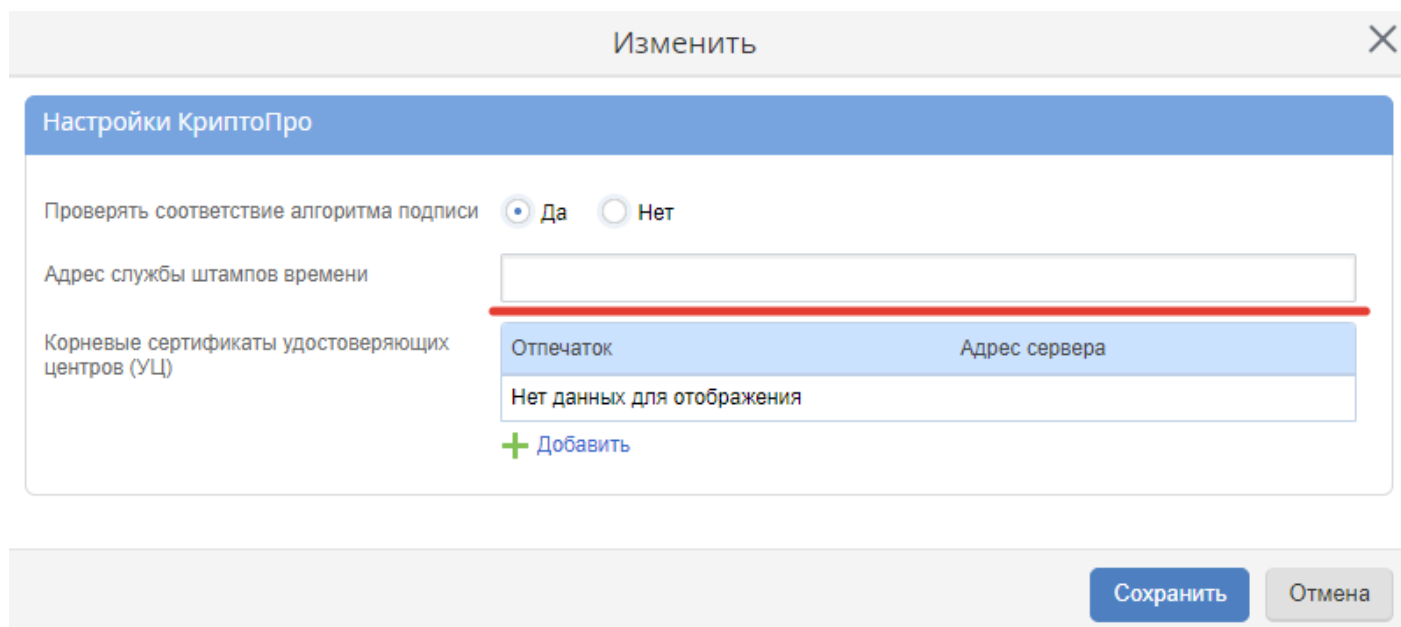 Изменить
Настройки КриптоПро
Проверять соответствие алгоритма подписи Да Нет
Адрес службы штампов времени
Корневые сертификаты удостоверяющих
центров (УЦ)
Отпечаток Адрес сервера
Нет данных для отображения
Добавить
Сохранить Отмена